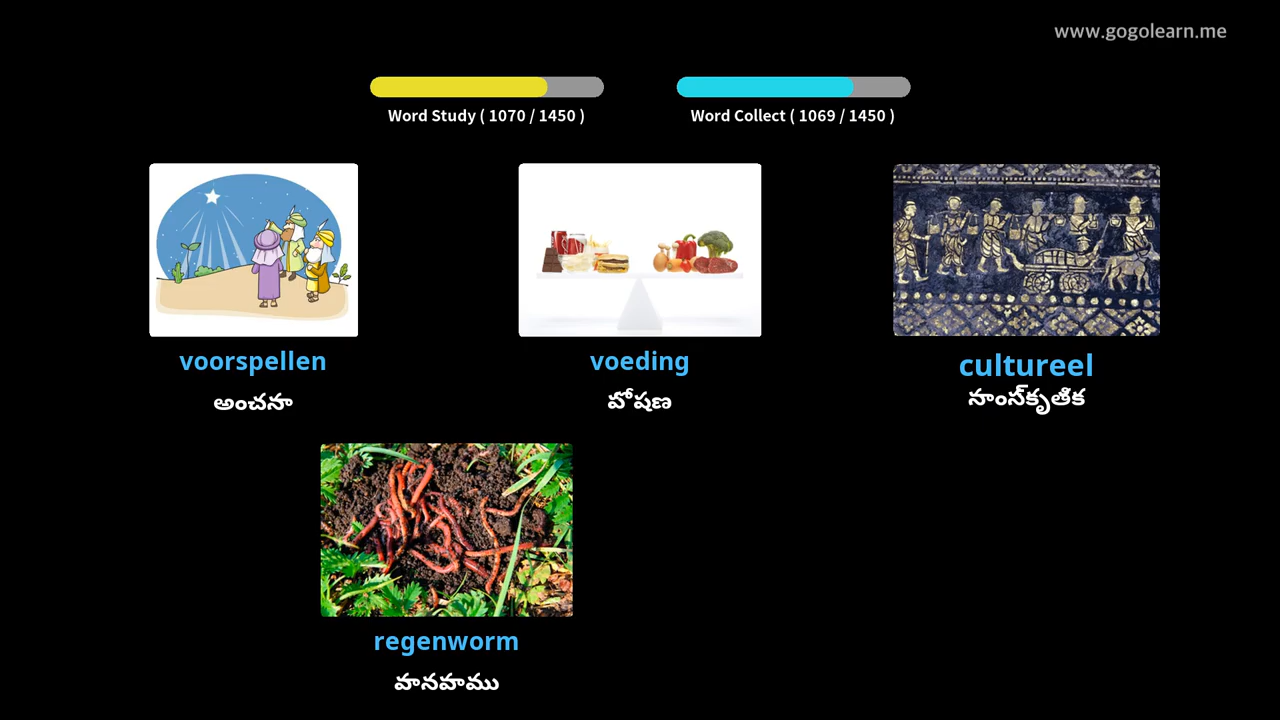 www.gogolearn.me
Word Study ( 1070 / 1450 )
Word Collect ( 1069 / 1450 )
voorspellen
voeding
cultureel
అంచనా
పోషణ
సాంస్కృతిక
regenworm
వానపాము